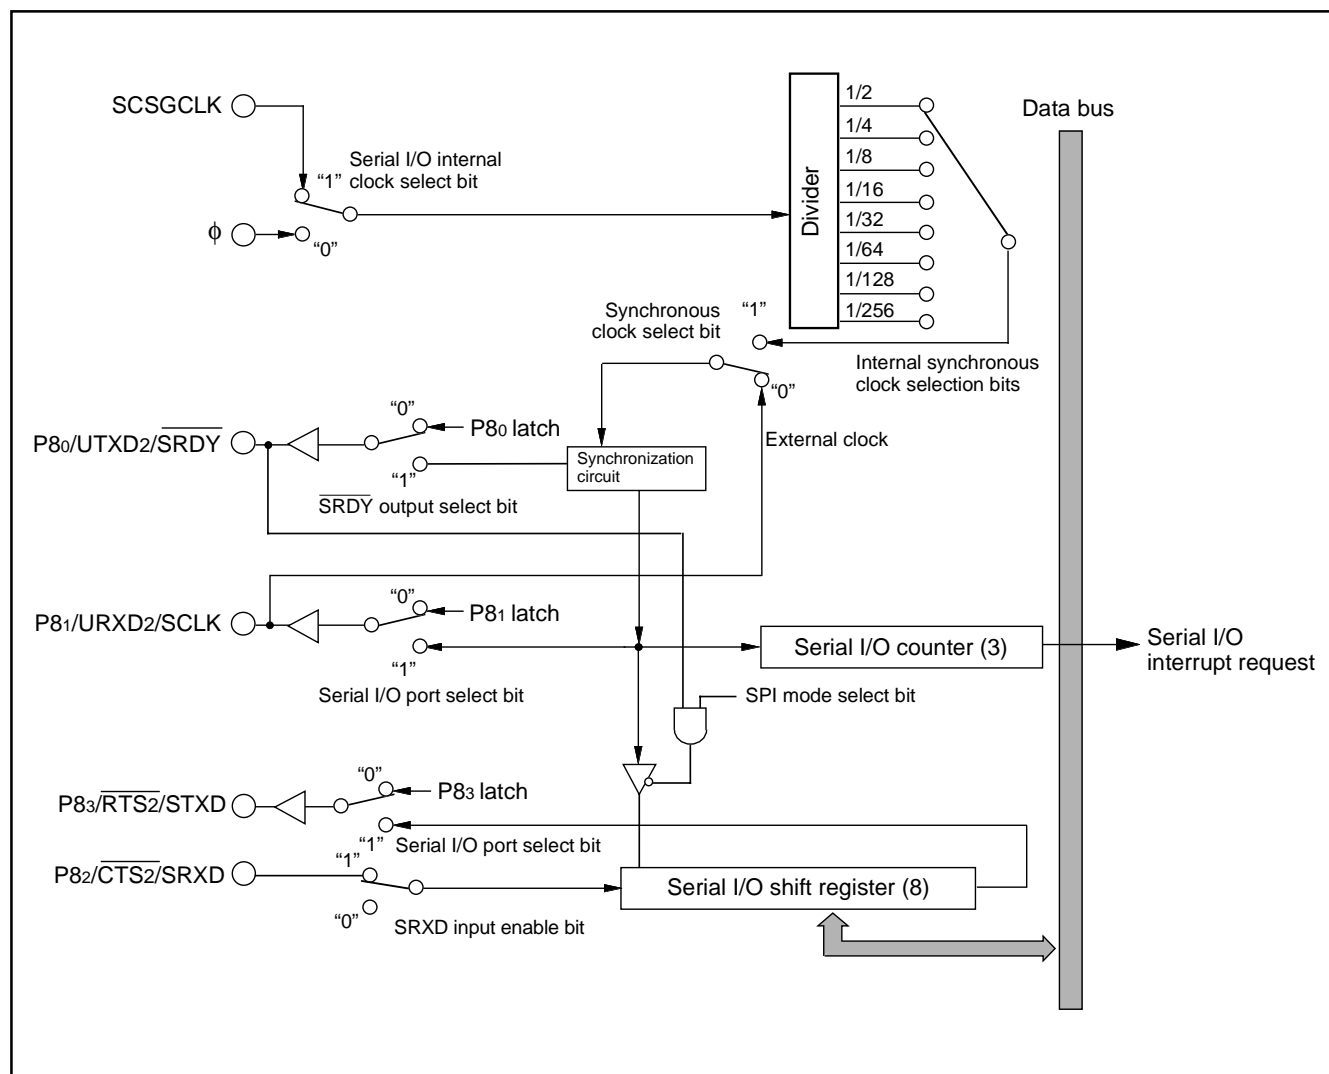 SCSGCLK
"1"
Serial I/O internal
clock select bit
ϕ
"0"
Divider
1/2
1/4
1/8
1/16
1/32
1/64
1/128
1/256
Data bus
Synchronous
clock select bit
"1"
"0"
Internal synchronous
clock selection bits
External clock
P80/UTXD2/SRDY
"0"
P80 latch
"1"
SRDY output select bit
Synchronization
circuit
P81/URXD2/SCLK
"0"
P81 latch
"1"
Serial I/O port select bit
Serial I/O counter (3)
Serial I/O
interrupt request
SPI mode select bit
P83/RTS2/STXD
"0"
P83 latch
"1"
Serial I/O port select bit
P82/CTS2/SRXD
"1"
"0"
SRXD input enable bit
Serial I/O shift register (8)